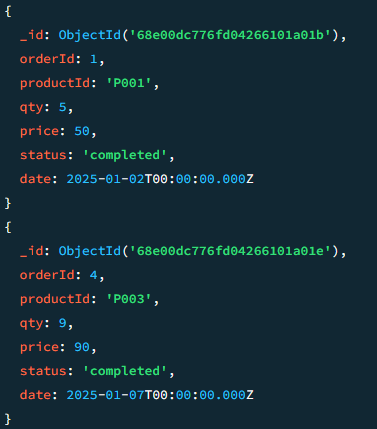 {
_id: ObjectId('68e00dc776fd04266101a01b'),
orderId: 1,
productId: 'P001',
qty: 5,
price: 50,
status: 'completed',
date: 2025-01-02T00:00:00.000Z
}
{
_id: ObjectId('68e00dc776fd04266101a01e'),
orderId: 4,
productId: 'P003',
qty: 9,
price: 90,
status: 'completed',
date: 2025-01-07T00:00:00.000Z
}